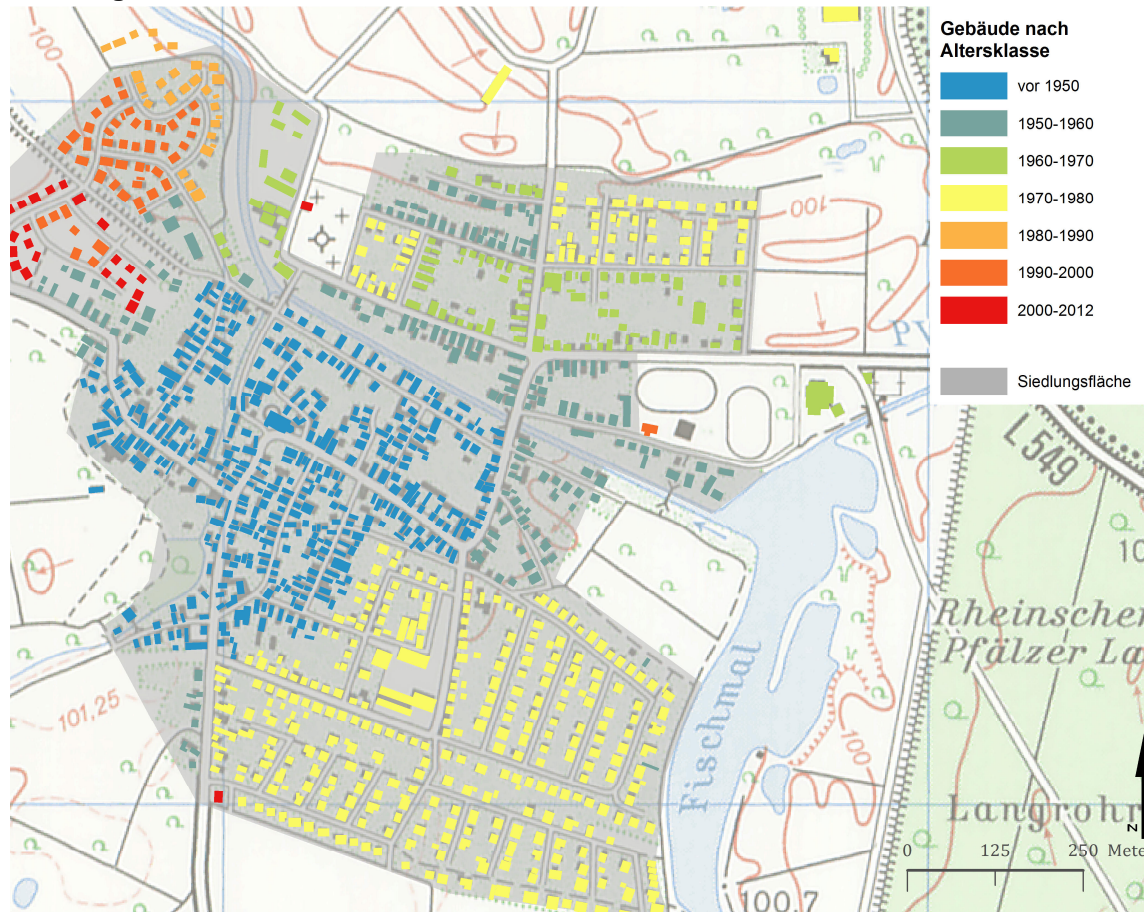 Gebäude nach
Altersklasse
vor 1950
1950-1960
1960-1970
1970-1980
1980-1990
1990-2000
2000-2012
Siedlungsfläche
100
100
L 549
Rheinschei
Pfälzer La
101,25
Fischmal
100
Langrohr
N
0 125 250 Mete
100.7